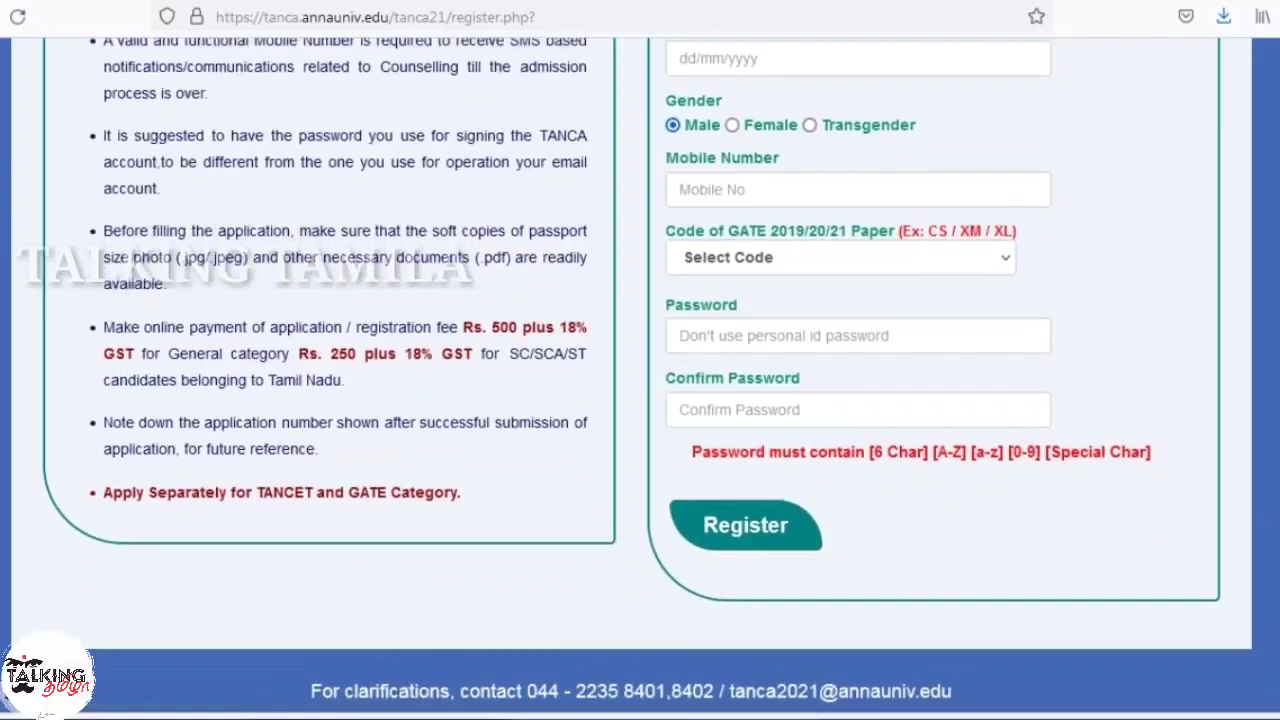 https://tanca.annauniv.edu/tanca21/register.php?
• A valid and functional Mobile Number is required to receive SMS based
notifications/communications related to Counselling till the admission
process is over.
• It is suggested to have the password you use for signing the TANCA
account,to be different from the one you use for operation your email
account.
• Before filling the application, make sure that the soft copies of passport
size photo (.jpg/.jpeg) and other necessary documents (.pdf) are readily
available.
TALKING TAMILA
• Make online payment of application / registration fee Rs. 500 plus 18%
GST for General category Rs. 250 plus 18% GST for SC/SCA/ST
candidates belonging to Tamil Nadu.
• Note down the application number shown after successful submission of
application, for future reference.
• Apply Separately for TANCET and GATE Category.
dd/mm/yyyy
Gender
Male Female Transgender
Mobile Number
Mobile No
Code of GATE 2019/20/21 Paper (Ex: CS / XM / XL)
Select Code
Password
Don't use personal id password
Confirm Password
Confirm Password
Password must contain [6 Char] [A-Z] [a-z] [0-9] [Special Char]
Register
For clarifications, contact 044 - 2235 8401,8402 / tanca2021@annauniv.edu
TALKING
தமிழா